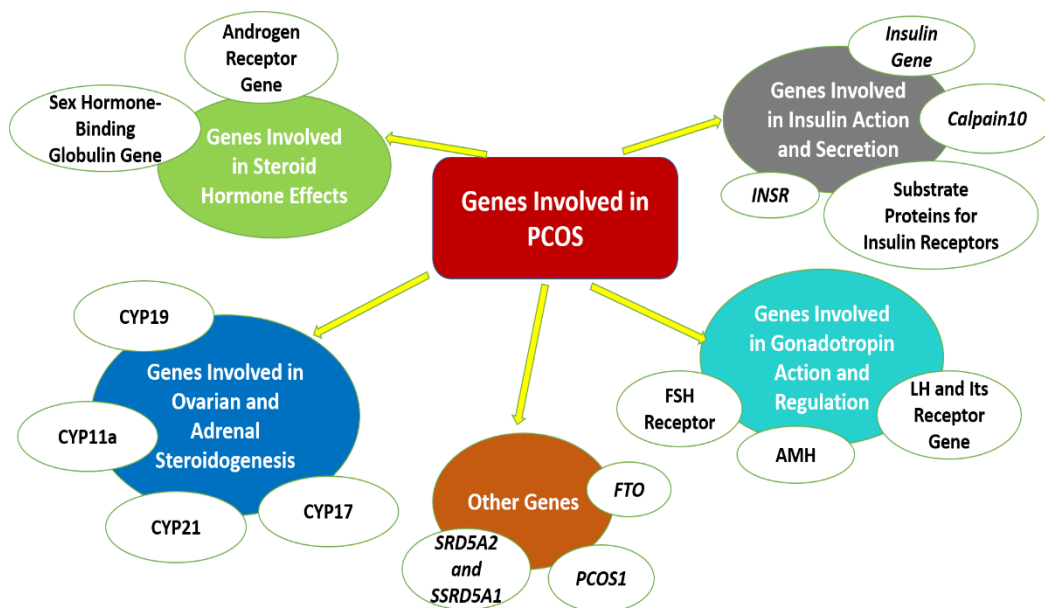 Genes Involved in
PCOS
Androgen
Receptor
Gene
Sex Hormone-
Binding
Globulin Gene
Genes Involved
in Steroid
Hormone Effects
Insulin
Gene
Genes Involved
in Insulin Action
and Secretion
Calpain10
INSR
Substrate
Proteins for
Insulin Receptors
CYP19
Genes Involved in
Ovarian and
Adrenal
Steroidogenesis
CYP11a
CYP21
CYP17
Other Genes
FTO
SRD5A2
and
SSRD5A1
PCOS1
Genes Involved
in Gonadotropin
Action and
Regulation
FSH
Receptor
AMH
LH and Its
Receptor
Gene